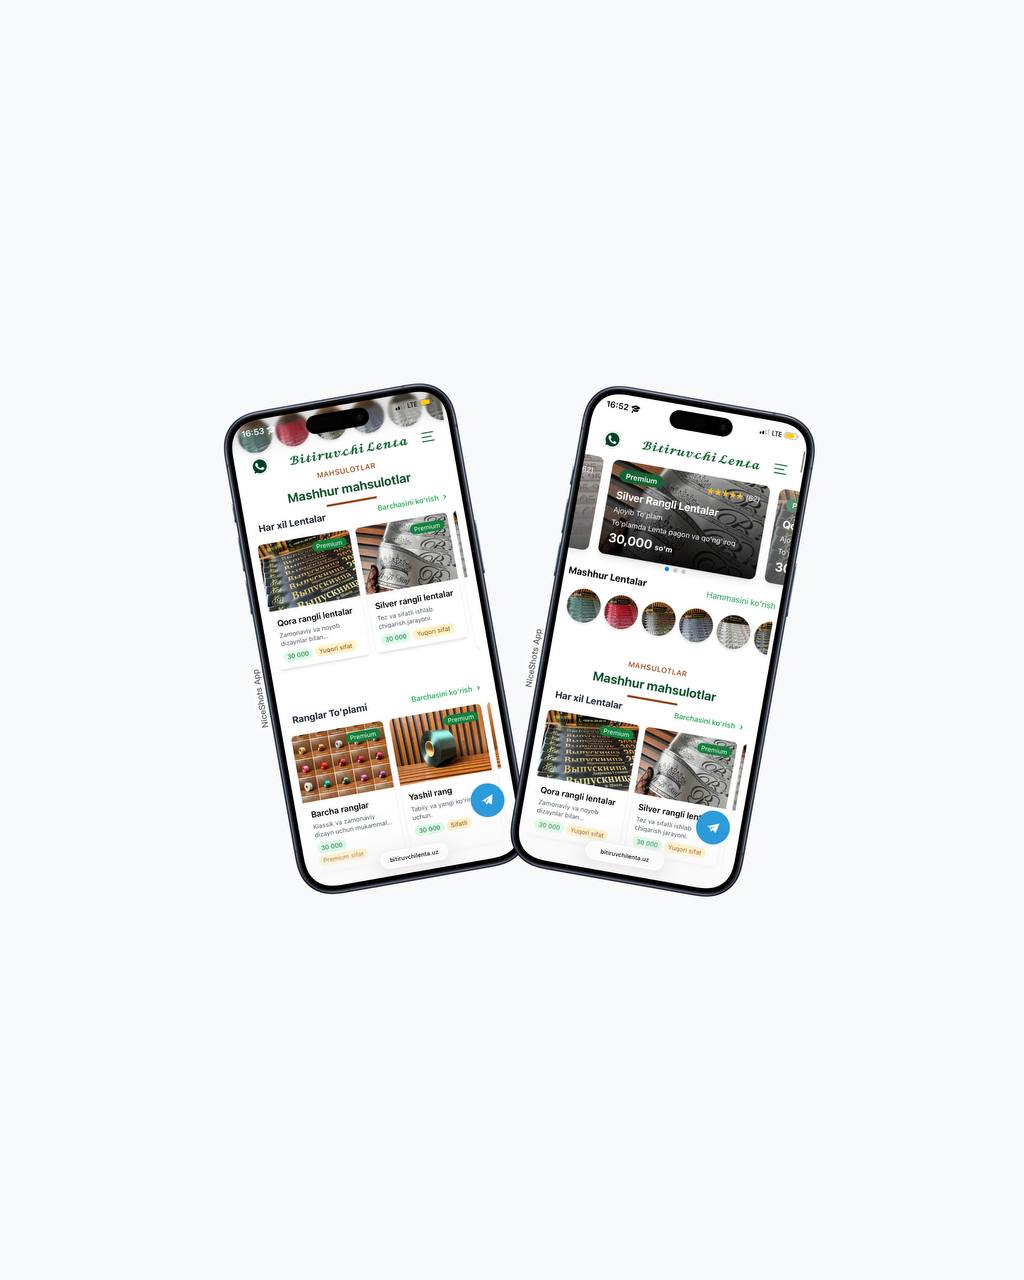 16:53
LTE
Bitiruvchi Lenta
MAHSULOTLAR
Mashhur mahsulotlar
Har xil Lentalar
Barchasini ko'rish
Premium
Premium
ВЫПУСКНИЦА
Qora rangli lentalar
Zamonaviy va noyob
dizaynlar bilan...
30 000 Yuqori sifat
Silver rangli lentalar
Tez va sifatli ishlab
chiqarish jarayoni.
30 000 Yuqori sifat
Ranglar To'plami
Barchasini ko'rish
Premium
Premium
Barcha ranglar
Klassik va zamonaviy
dizayn uchun mukammal...
30 000
Premium sifat
Yashil rang
Tabiiy va yangi
uchun.
30 000 Sifatli
bitiruvchilenta.uz
NiceShots App
16:52
LTE
Bitiruvchi Lenta
62)
Premium
(62)
Silver Rangli Lentalar
Ajoyib To'plam
To'plamda Lenta pagon va qo'ng'iroq
30,000 so'm
Mashhur Lentalar
Hammasini ko'rish
MAHSULOTLAR
Mashhur mahsulotlar
Har xil Lentalar
Barchasini ko'rish
Premium
Premium
ВЫПУСКНИЦА
Qora rangli lentalar
Zamonaviy va noyob
dizaynlar bilan...
30 000 Yuqori sifat
Silver rangli
Tez va sifatli ishlab
chiqarish jarayoni.
30 000 Yuqori sifat
bitiruvchilenta.uz
NiceShots App